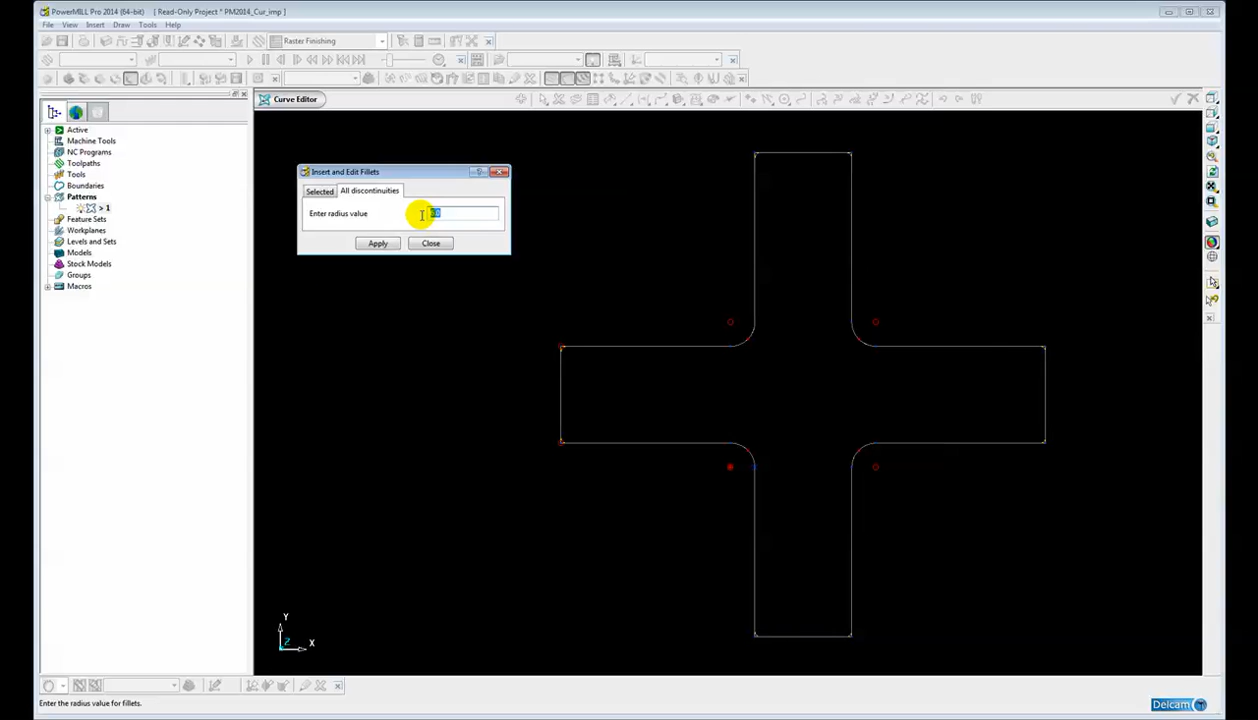 PowerMILL Pro 2014 (64-bit) [ Read-Only Project * PM2014_Cur_imp ]
File View Insert Draw Tools Help
Raster Finishing
Curve Editor
Active
Machine Tools
NC Programs
Toolpaths
Tools
Boundaries
Patterns
> 1
Feature Sets
Workplanes
Levels and Sets
Models
Stock Models
Groups
Macros
Insert and Edit Fillets
Selected All discontinuities
Enter radius value
Apply Close
Y
Z X
Enter the radius value for fillets.
Delcam